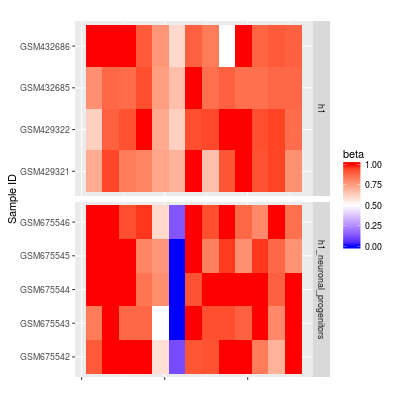 GSM432686
GSM432685
GSM429322
GSM429321
h1
GSM675546
GSM675545
GSM675544
GSM675543
GSM675542
h1_neuronal_progenitors
Sample ID
beta
1.00
0.75
0.50
0.25
0.00